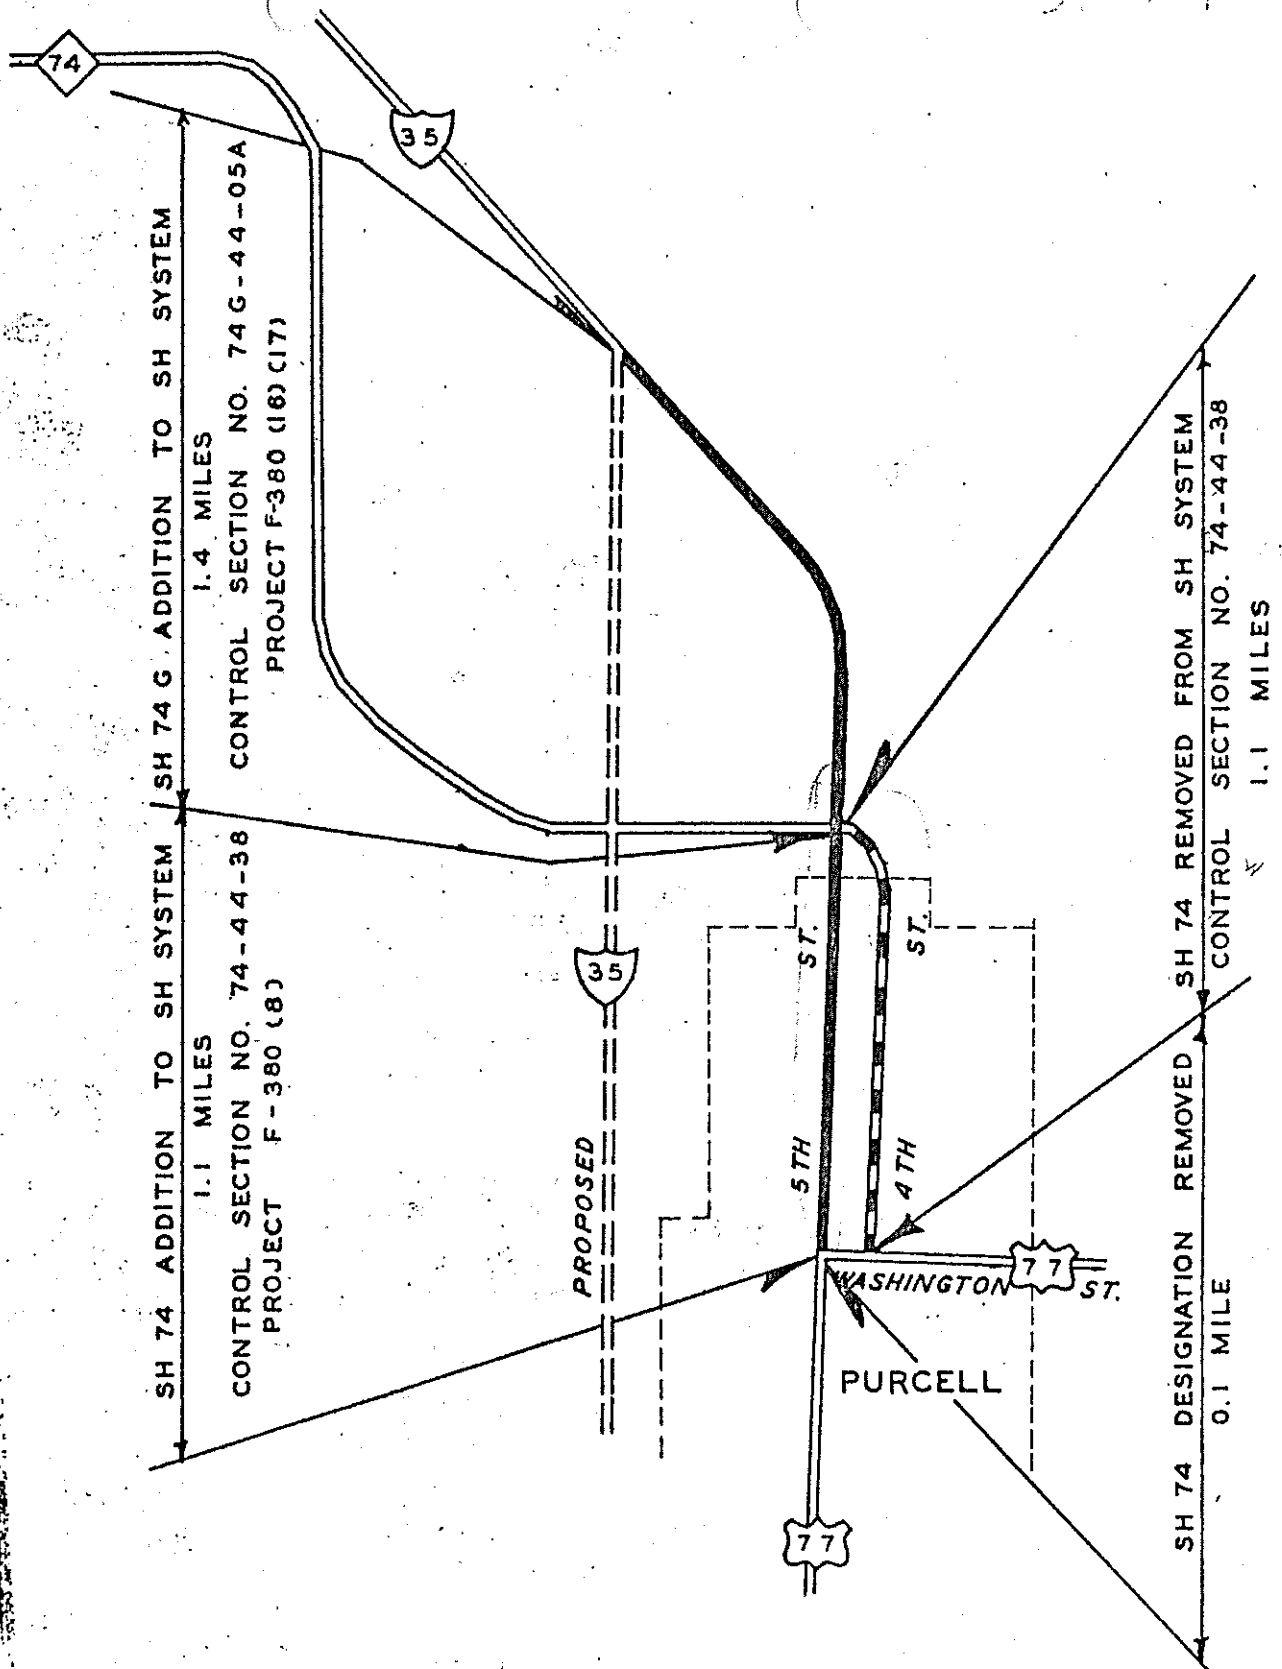 74
35
SH 74 G ADDITION TO SH SYSTEM
1.4 MILES
CONTROL SECTION NO. 74G-44-05A
PROJECT F-380 (16) (17)
SH 74 ADDITION TO SH SYSTEM
1.1 MILES
CONTROL SECTION NO. 74-44-38
PROJECT F-380 (8)
PROPOSED
35
5TH ST.
4TH ST.
WASHINGTON ST.
77
PURCELL
77
SH 74 REMOVED FROM SH SYSTEM
CONTROL SECTION NO. 74-44-38
1.1 MILES
SH 74 DESIGNATION REMOVED
0.1 MILE